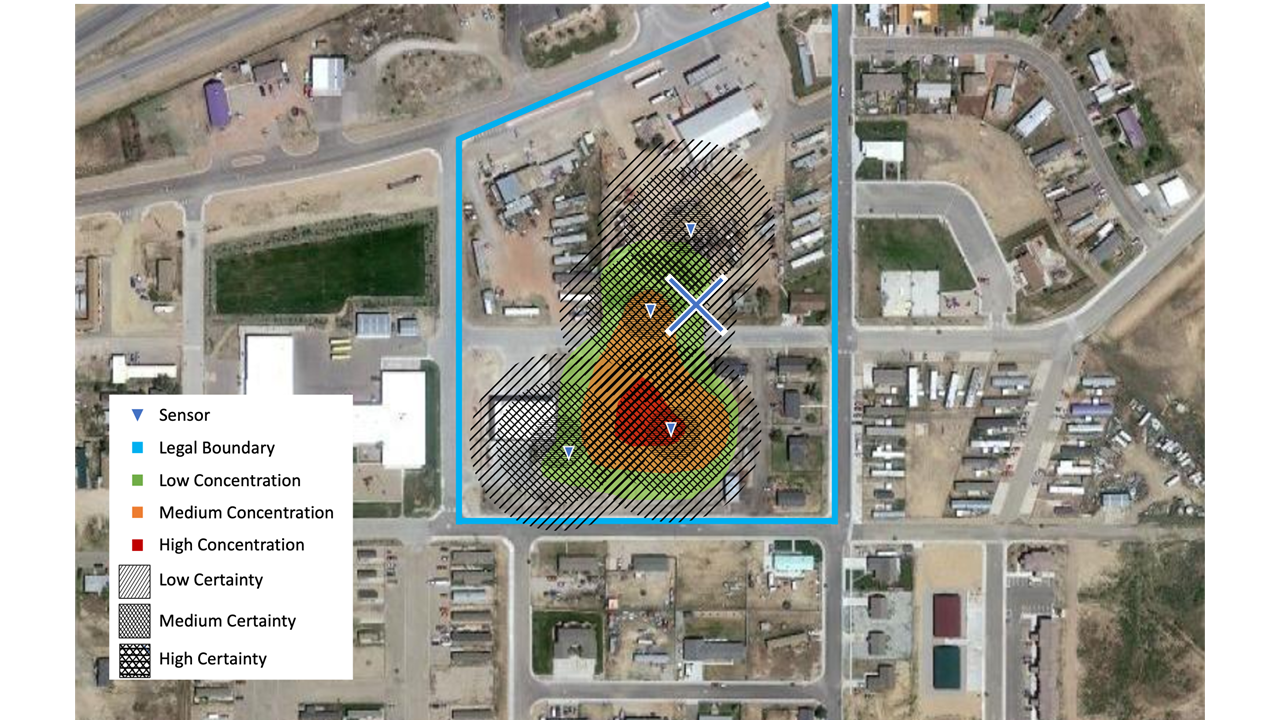 Sensor
Legal Boundary
Low Concentration
Medium Concentration
High Concentration
Low Certainty
Medium Certainty
High Certainty